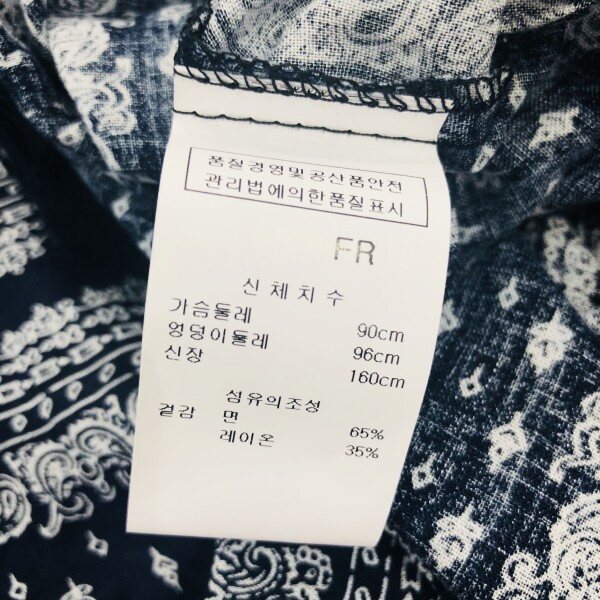 품질경영및공산품안전
관리법에의한품질표시
FR
신체치수
가슴둘레 90cm
엉덩이둘레 96cm
신장 160cm
섬유의조성
겉감 면 65%
레이온 35%